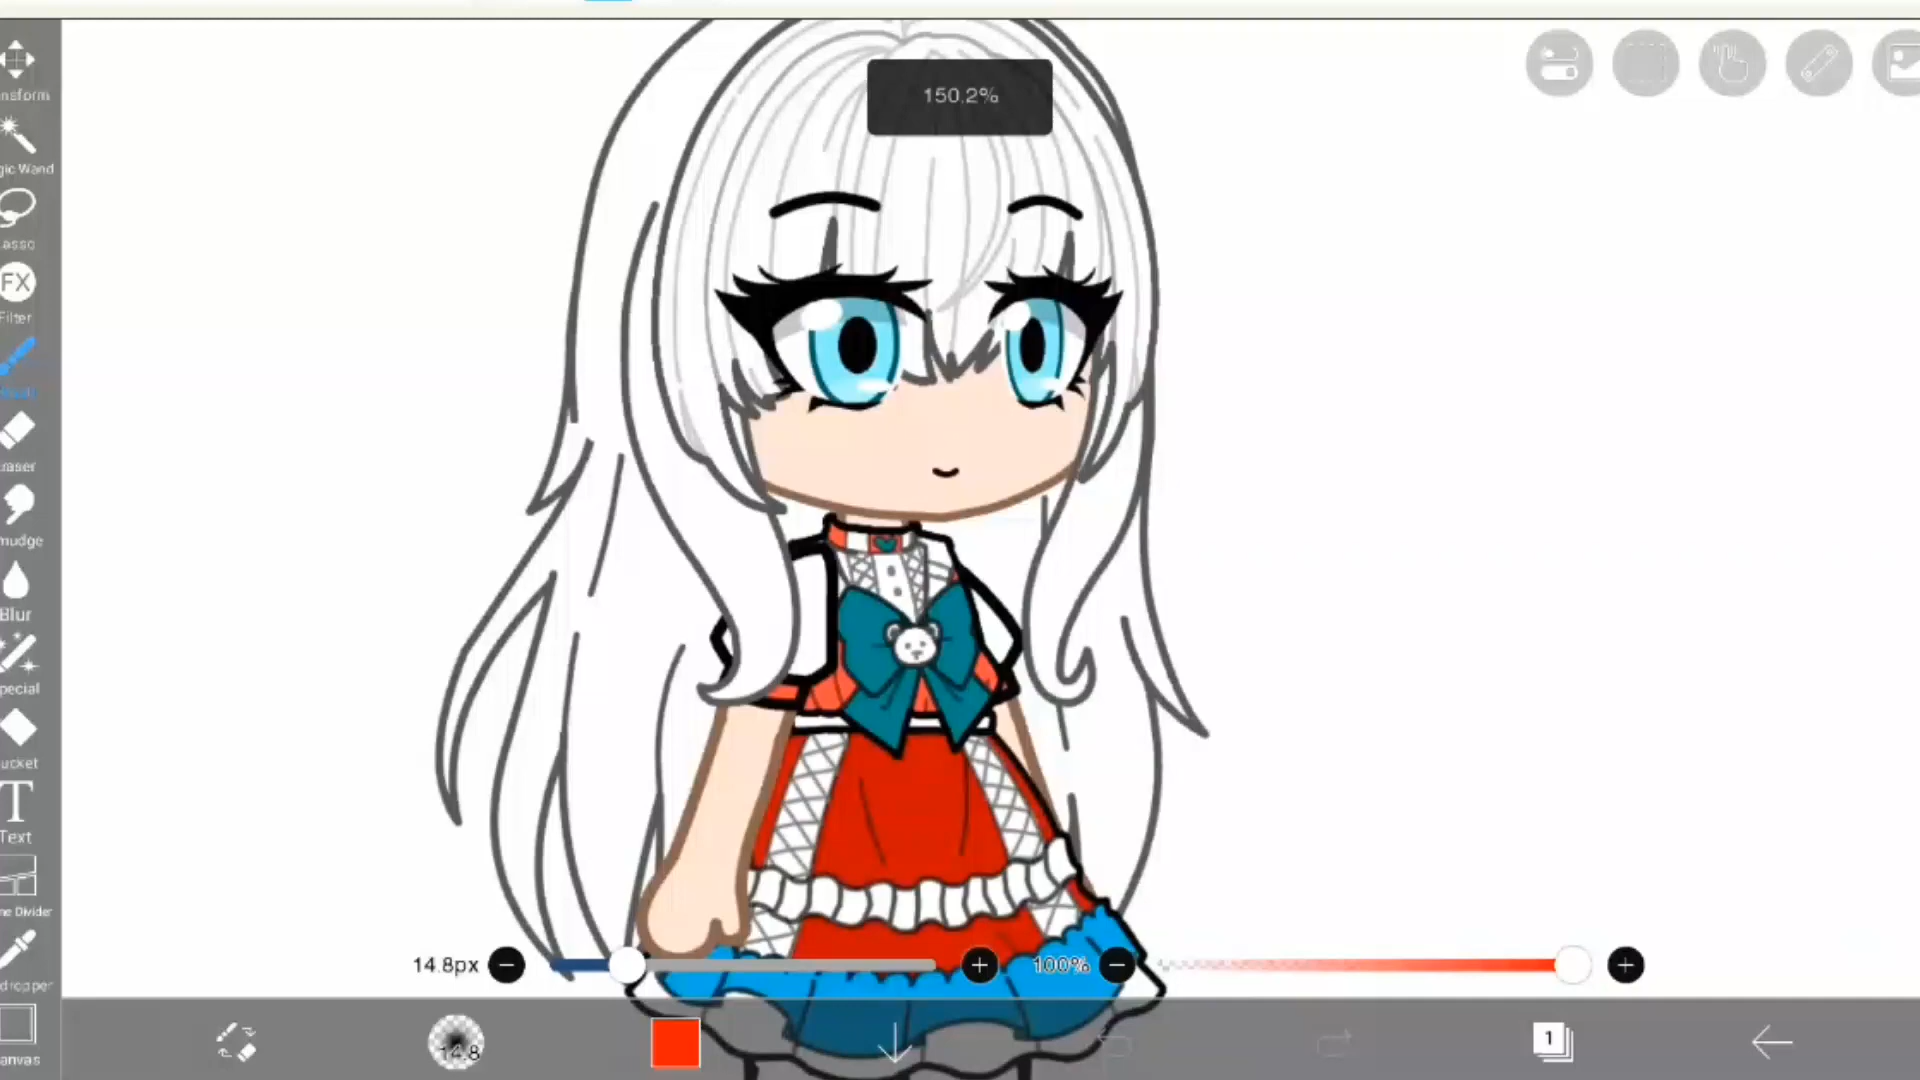 150.2%
nsform
gic Wand
asso
FX
Filter
raser
mudge
Blur
pecial
ucket
T
Text
me Divider
dropper
anvas
14.8px
100%
14.8
1